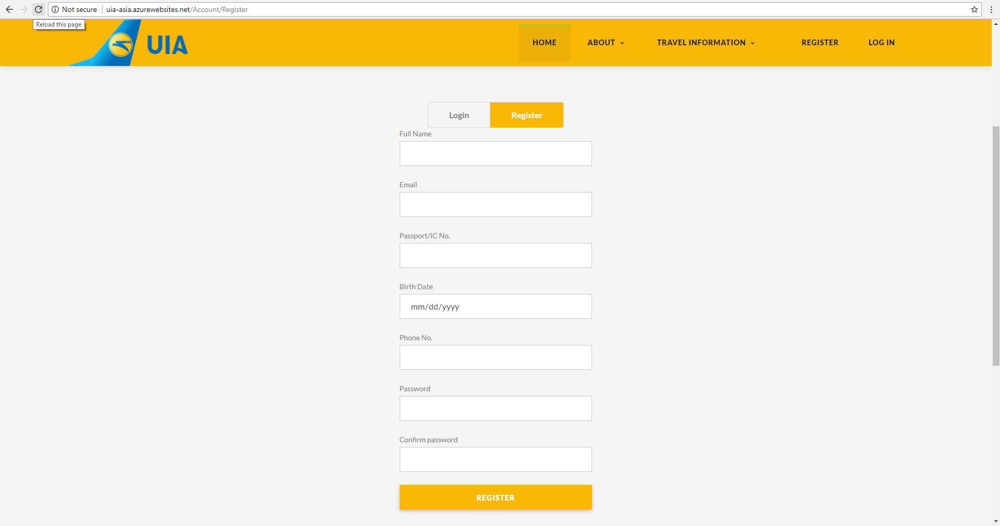 Not secure uia-asia.azurewebsites.net/Account/Register
Reload this page
UIA
HOME ABOUT TRAVEL INFORMATION REGISTER LOG IN
Login Register
Full Name
Email
Passport/IC No.
Birth Date
mm/dd/yyyy
Phone No.
Password
Confirm password
REGISTER